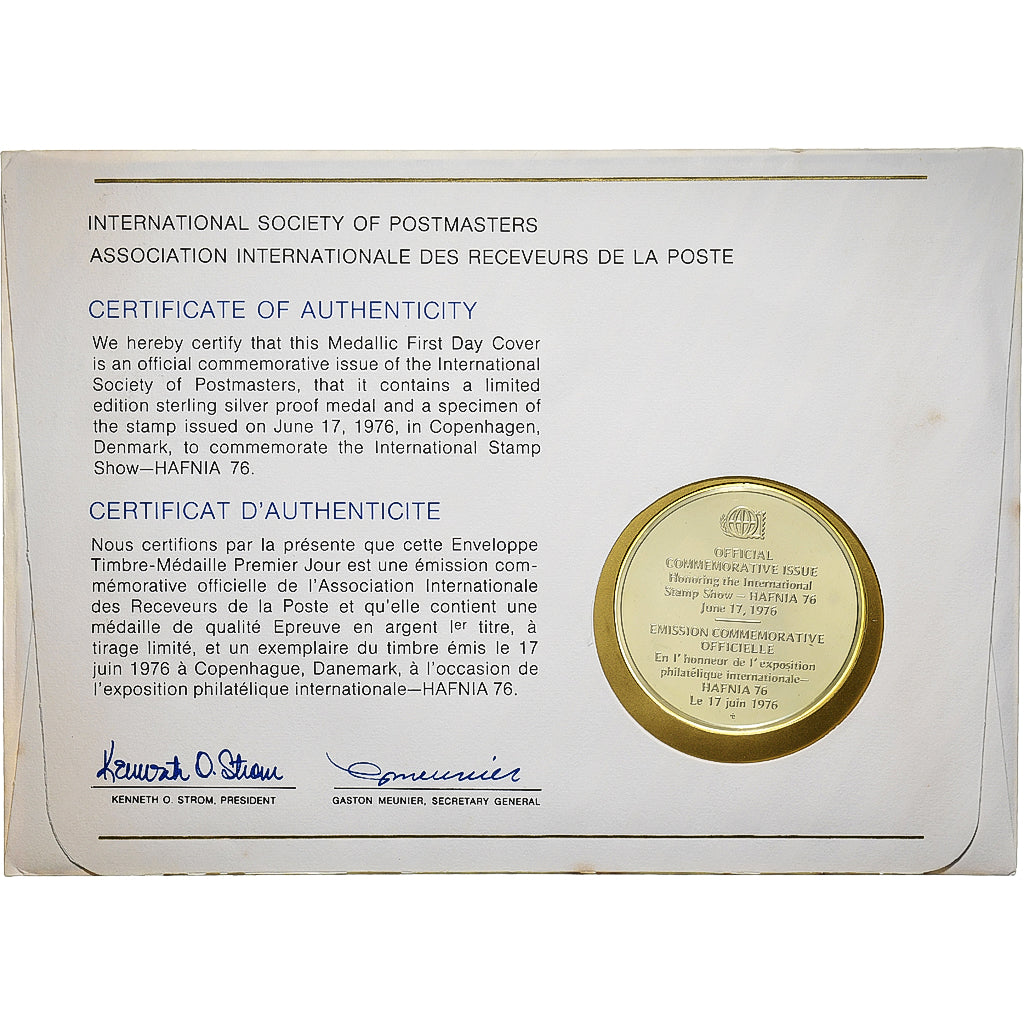 INTERNATIONAL SOCIETY OF POSTMASTERS
ASSOCIATION INTERNATIONALE DES RECEVEURS DE LA POSTE
CERTIFICATE OF AUTHENTICITY
We hereby certify that this Medallic First Day Cover
is an official commemorative issue of the International
Society of Postmasters, that it contains a limited
edition sterling silver proof medal and a specimen of
the stamp issued on June 17, 1976, in Copenhagen,
Denmark, to commemorate the International Stamp
Show—HAFNIA 76.
CERTIFICAT D'AUTHENTICITE
Nous certifions par la présente que cette Enveloppe
Timbre-Médaille Premier Jour est une émission com-
mémorative officielle de l'Association Internationale
des Receveurs de la Poste et qu'elle contient une
médaille de qualité Epreuve en argent Ier titre, à
tirage limité, et un exemplaire du timbre émis le 17
juin 1976 à Copenhague, Danemark, à l'occasion de
l'exposition philatélique internationale—HAFNIA 76.
Kenneth O. Strom
G Meunier
KENNETH O. STROM, PRESIDENT
GASTON MEUNIER, SECRETARY GENERAL
OFFICIAL
COMMEMORATIVE ISSUE
Honoring the International
Stamp Show — HAFNIA 76
June 17, 1976
EMISSION COMMEMORATIVE
OFFICIELLE
En l'honneur de l'exposition
philatélique internationale—
HAFNIA 76
Le 17 juin 1976